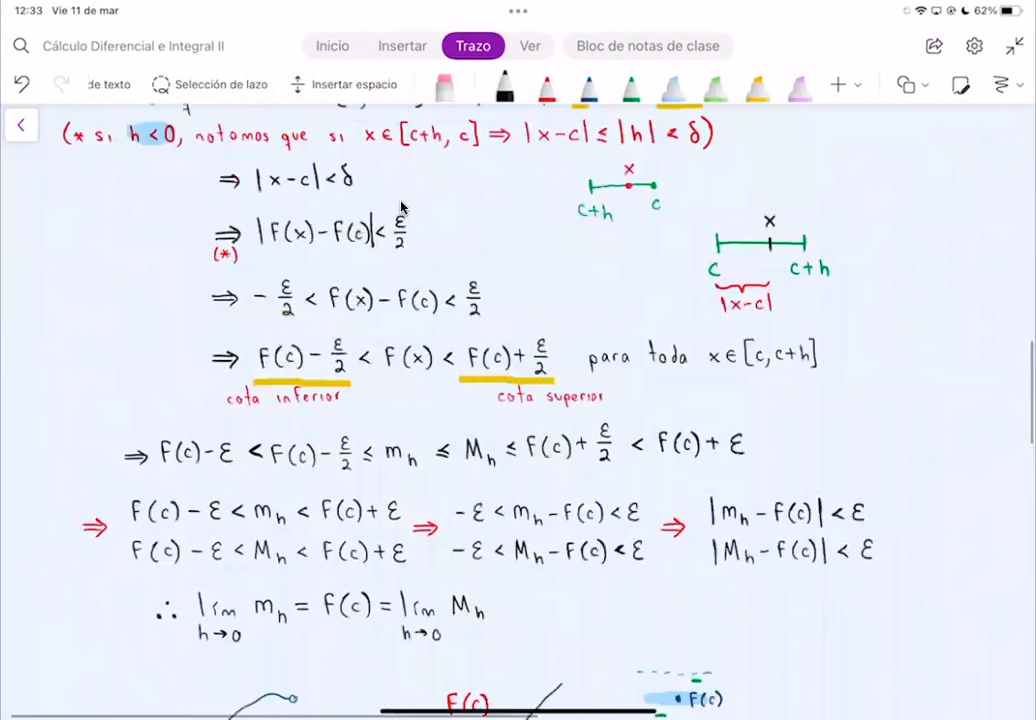 12:33 Vie 11 de mar
62%
Cálculo Diferencial e Integral II
Inicio Insertar Trazo Ver Bloc de notas de clase
de texto Selección de lazo Insertar espacio
(* si h < 0, notamos que si x ∈ [c+h, c] ⇒ |x-c| ≤ |h| < δ)
⇒ |x-c| < δ
x
c+h c
⇒ |f(x) - f(c)| < ε/2
(*)
x
c c+h
|x-c|
⇒ - ε/2 < f(x) - f(c) < ε/2
⇒ f(c) - ε/2 < f(x) < f(c) + ε/2 para toda x ∈ [c, c+h]
cota inferior cota superior
⇒ f(c) - ε < f(c) - ε/2 ≤ m_h ≤ M_h ≤ f(c) + ε/2 < f(c) + ε
⇒ f(c) - ε < m_h < f(c) + ε ⇒ -ε < m_h - f(c) < ε ⇒ |m_h - f(c)| < ε
f(c) - ε < M_h < f(c) + ε -ε < M_h - f(c) < ε |M_h - f(c)| < ε
∴ lím m_h = f(c) = lím M_h
h→0 h→0
f(c) f(c)